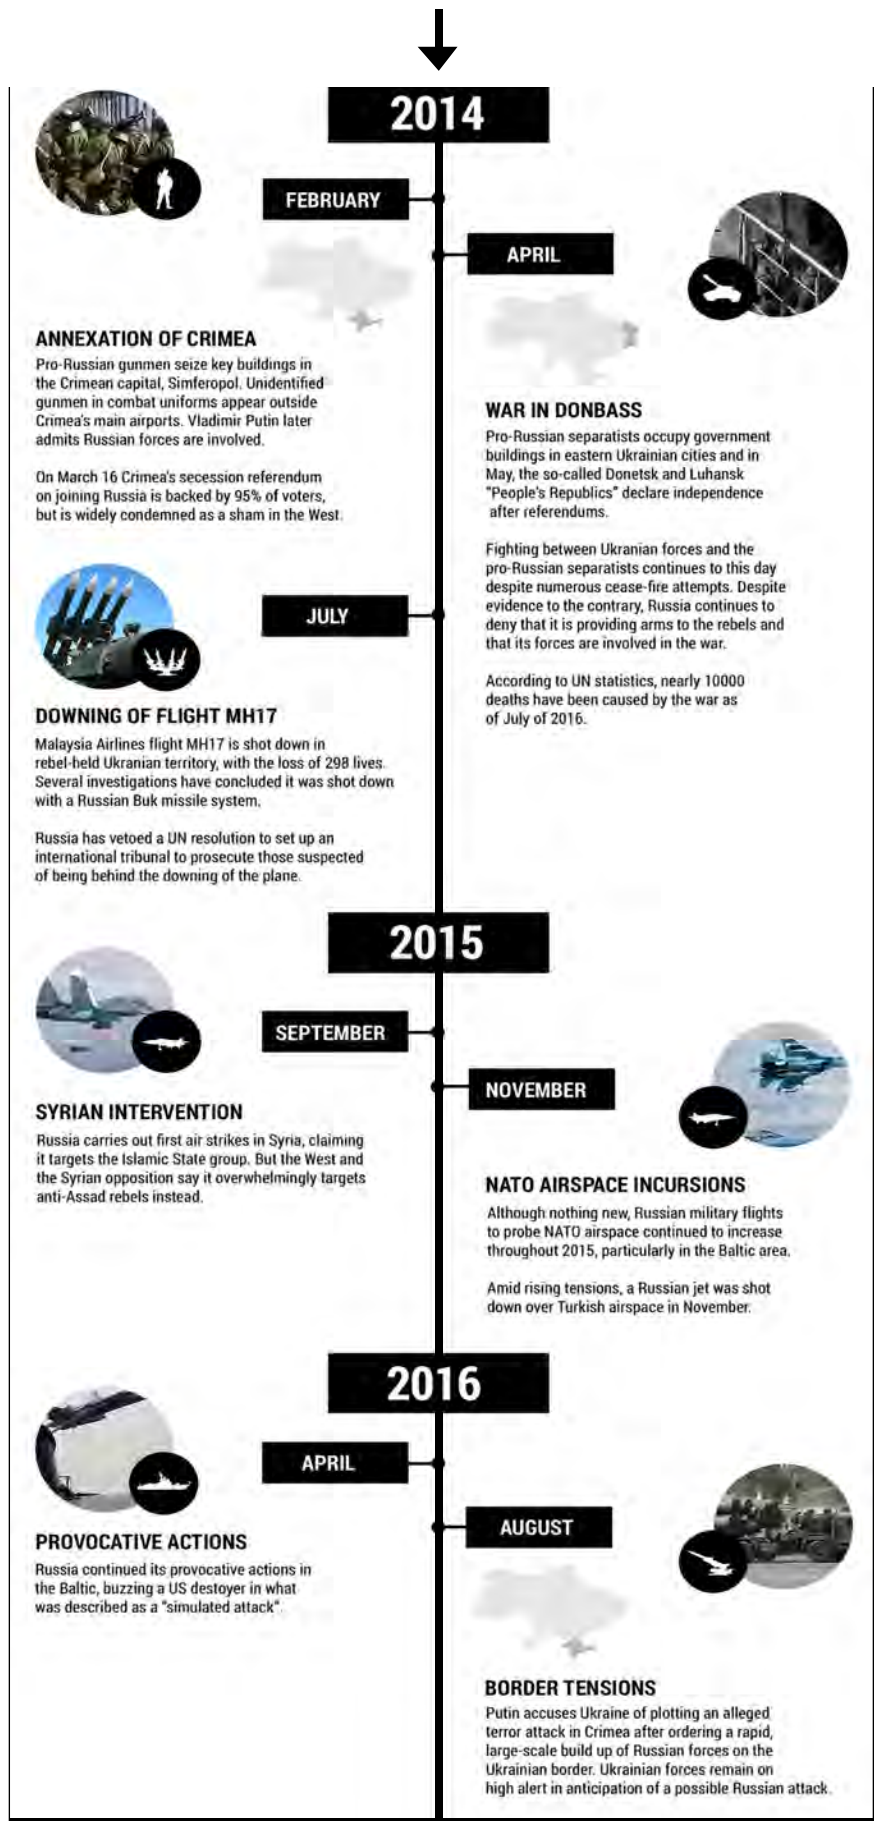 2014
FEBRUARY
ANNEXATION OF CRIMEA
Pro-Russian gunmen seize key buildings in
the Crimean capital, Simferopol. Unidentified
gunmen in combat uniforms appear outside
Crimea's main airports. Vladimir Putin later
admits Russian forces are involved.
On March 16 Crimea's secession referendum
on joining Russia is backed by 95% of voters,
but is widely condemned as a sham in the West.
APRIL
WAR IN DONBASS
Pro-Russian separatists occupy government
buildings in eastern Ukrainian cities and in
May, the so-called Donetsk and Luhansk
"People's Republics" declare independence
after referendums.
Fighting between Ukranian forces and the
pro-Russian separatists continues to this day
despite numerous cease-fire attempts. Despite
evidence to the contrary, Russia continues to
deny that it is providing arms to the rebels and
that its forces are involved in the war.
According to UN statistics, nearly 10000
deaths have been caused by the war as
of July of 2016.
JULY
DOWNING OF FLIGHT MH17
Malaysia Airlines flight MH17 is shot down in
rebel-held Ukranian territory, with the loss of 298 lives.
Several investigations have concluded it was shot down
with a Russian Buk missile system.
Russia has vetoed a UN resolution to set up an
international tribunal to prosecute those suspected
of being behind the downing of the plane.
2015
SEPTEMBER
SYRIAN INTERVENTION
Russia carries out first air strikes in Syria, claiming
it targets the Islamic State group. But the West and
the Syrian opposition say it overwhelmingly targets
anti-Assad rebels instead.
NOVEMBER
NATO AIRSPACE INCURSIONS
Although nothing new, Russian military flights
to probe NATO airspace continued to increase
throughout 2015, particularly in the Baltic area.
Amid rising tensions, a Russian jet was shot
down over Turkish airspace in November.
2016
APRIL
PROVOCATIVE ACTIONS
Russia continued its provocative actions in
the Baltic, buzzing a US destoyer in what
was described as a "simulated attack".
AUGUST
BORDER TENSIONS
Putin accuses Ukraine of plotting an alleged
terror attack in Crimea after ordering a rapid,
large-scale build up of Russian forces on the
Ukrainian border. Ukrainian forces remain on
high alert in anticipation of a possible Russian attack.